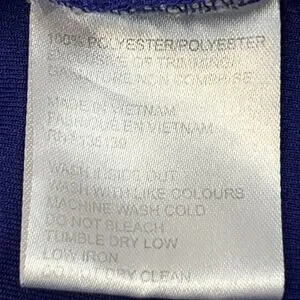 100% POLYESTER/POLYESTER
EXCLUSIVE OF TRIMMING/
MADE IN VIETNAM
EN VIETNAM
WASH INSIDE OUT
WASH WITH LIKE COLOURS
MACHINE WASH COLD
DO NOT BLEACH
TUMBLE DRY LOW
LOW IRON
DO NOT DRY CLEAN